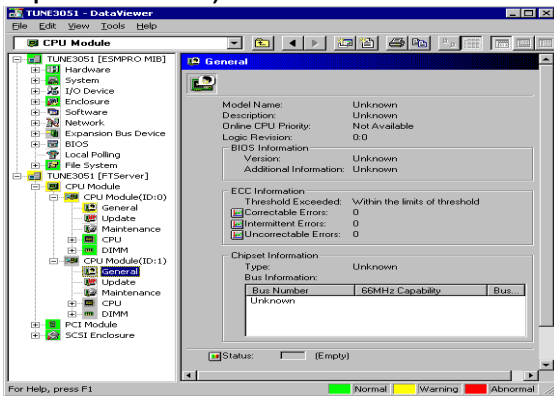 TUNE3051 - DataViewer
File Edit View Tools Help
CPU Module
TUNE3051 [ESMPRO MIB]
Hardware
System
I/O Device
Enclosure
Software
Network
Expansion Bus Device
BIOS
Local Polling
File System
TUNE3051 [FTServer]
CPU Module
CPU Module(ID:0)
General
Update
Maintenance
CPU
DIMM
CPU Module(ID:1)
General
Update
Maintenance
CPU
DIMM
PCI Module
SCSI Enclosure
General
Model Name: Unknown
Description: Unknown
Online CPU Priority: Not Available
Logic Revision: 0:0
BIOS Information
Version: Unknown
Additional Information: Unknown
ECC Information
Threshold Exceeded: Within the limits of threshold
Correctable Errors: 0
Intermittent Errors: 0
Uncorrectable Errors: 0
Chipset Information
Type: Unknown
Bus Information:
Bus Number 66MHz Capability Bus...
Unknown
Status: (Empty)
For Help, press F1 Normal Warning Abnormal